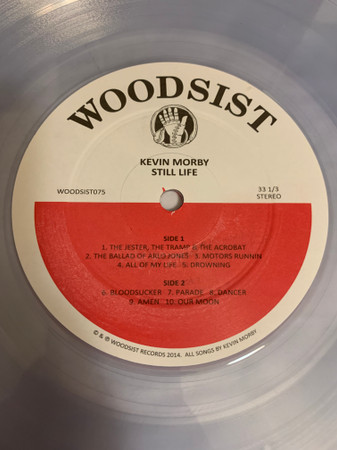 WOODSIST
KEVIN MORBY
STILL LIFE
WOODSIST075
33 1/3
STEREO
SIDE 1
1. THE JESTER, THE TRAMP & THE ACROBAT
2. THE BALLAD OF ARLO JONES 3. MOTORS RUNNIN
4. ALL OF MY LIFE 5. DROWNING
SIDE 2
6. BLOODSUCKER 7. PARADE 8. DANCER
9. AMEN 10. OUR MOON
© & ℗ WOODSIST RECORDS 2014. ALL SONGS BY KEVIN MORBY